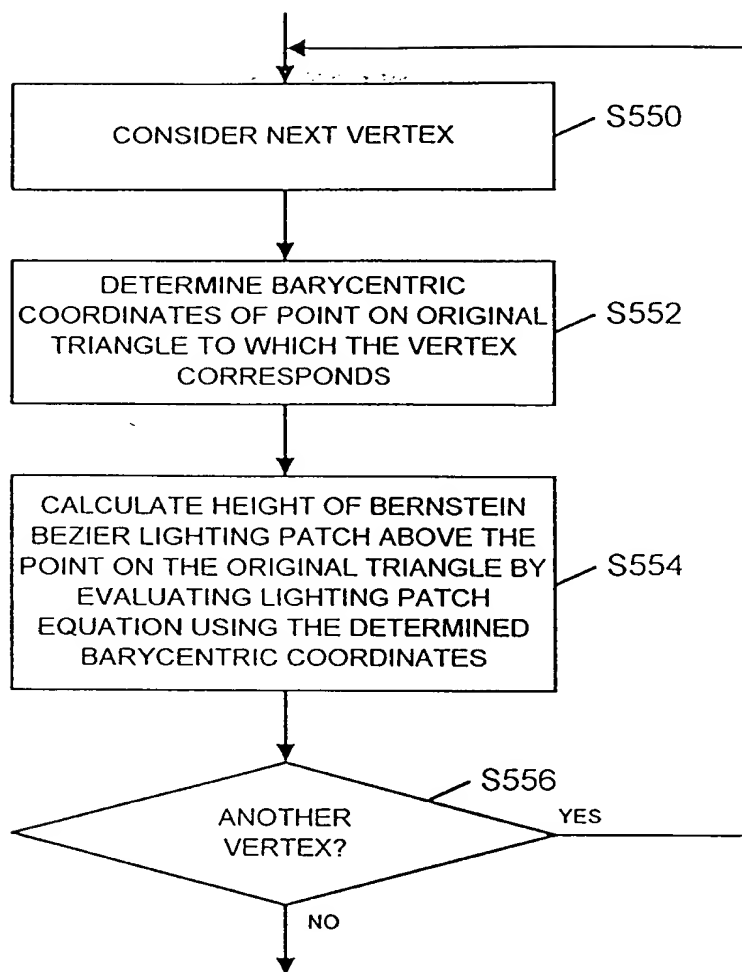 CONSIDER NEXT VERTEX
S550
DETERMINE BARYCENTRIC
COORDINATES OF POINT ON ORIGINAL
TRIANGLE TO WHICH THE VERTEX
CORRESPONDS
S552
CALCULATE HEIGHT OF BERNSTEIN
BEZIER LIGHTING PATCH ABOVE THE
POINT ON THE ORIGINAL TRIANGLE BY
EVALUATING LIGHTING PATCH
EQUATION USING THE DETERMINED
BARYCENTRIC COORDINATES
S554
S556
ANOTHER
VERTEX?
YES
NO